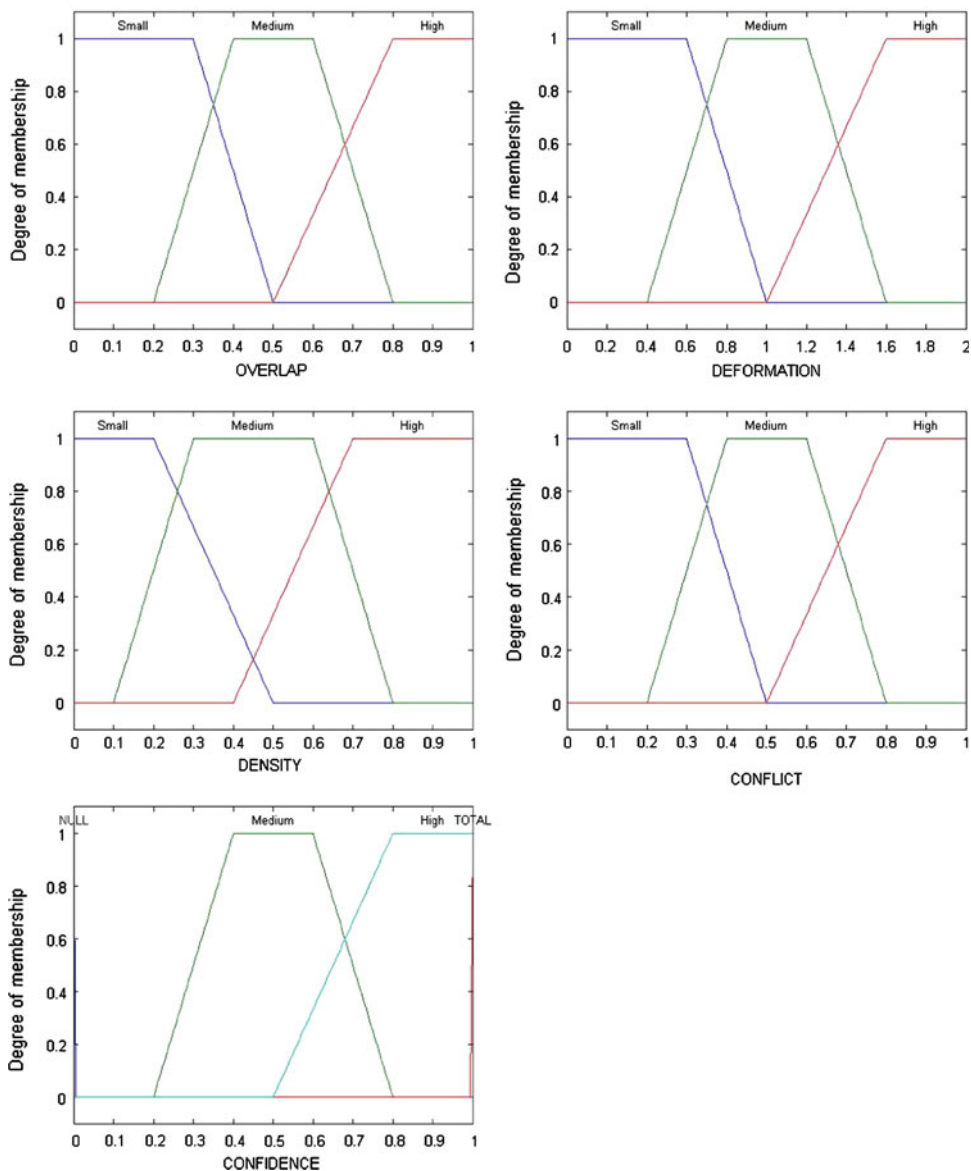 Small Medium High
Degree of membership
1
0.8
0.6
0.4
0.2
0
0 0.1 0.2 0.3 0.4 0.5 0.6 0.7 0.8 0.9 1
OVERLAP
Small Medium High
Degree of membership
1
0.8
0.6
0.4
0.2
0
0 0.2 0.4 0.6 0.8 1 1.2 1.4 1.6 1.8 2
DEFORMATION
Small Medium High
Degree of membership
1
0.8
0.6
0.4
0.2
0
0 0.1 0.2 0.3 0.4 0.5 0.6 0.7 0.8 0.9 1
DENSITY
Small Medium High
Degree of membership
1
0.8
0.6
0.4
0.2
0
0 0.1 0.2 0.3 0.4 0.5 0.6 0.7 0.8 0.9 1
CONFLICT
NULL Medium High TOTAL
Degree of membership
1
0.8
0.6
0.4
0.2
0
0 0.1 0.2 0.3 0.4 0.5 0.6 0.7 0.8 0.9 1
CONFIDENCE